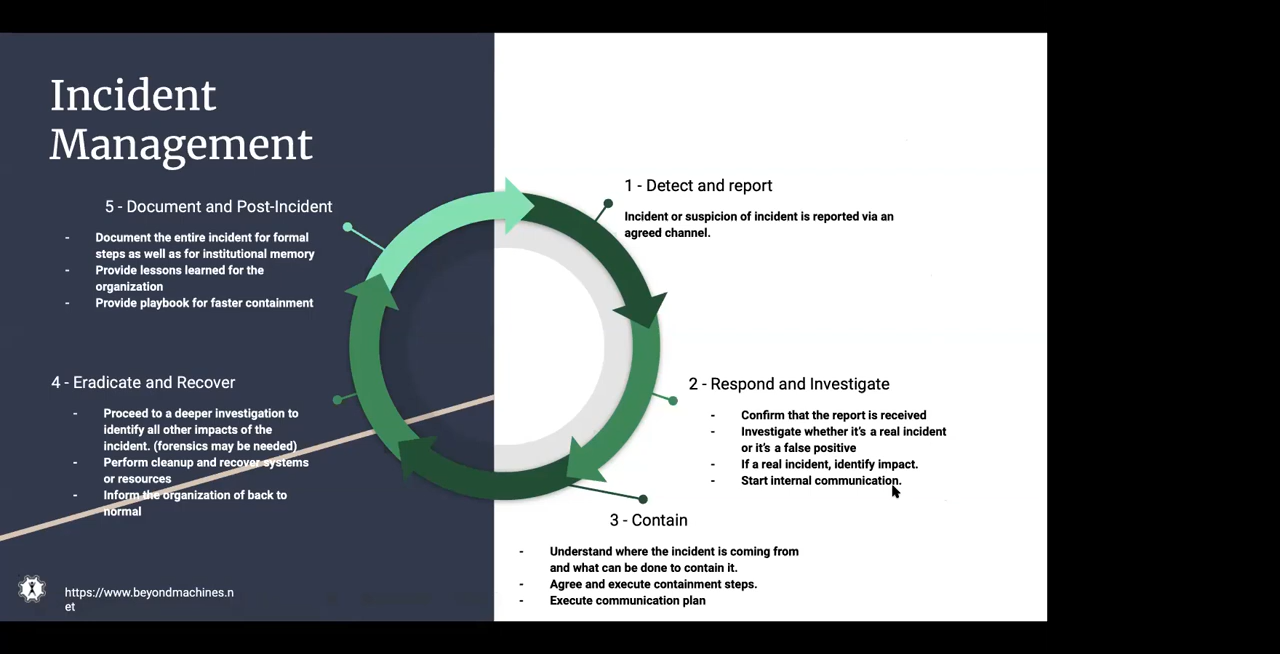 Incident
Management
1 - Detect and report
Incident or suspicion of incident is reported via an
agreed channel.
2 - Respond and Investigate
- Confirm that the report is received
- Investigate whether it's a real incident
or it's a false positive
- If a real incident, identify impact.
- Start internal communication.
3 - Contain
- Understand where the incident is coming from
and what can be done to contain it.
- Agree and execute containment steps.
- Execute communication plan
4 - Eradicate and Recover
- Proceed to a deeper investigation to
identify all other impacts of the
incident. (forensics may be needed)
- Perform cleanup and recover systems
or resources
- Inform the organization of back to
normal
5 - Document and Post-Incident
- Document the entire incident for formal
steps as well as for institutional memory
- Provide lessons learned for the
organization
- Provide playbook for faster containment
https://www.beyondmachines.n
et